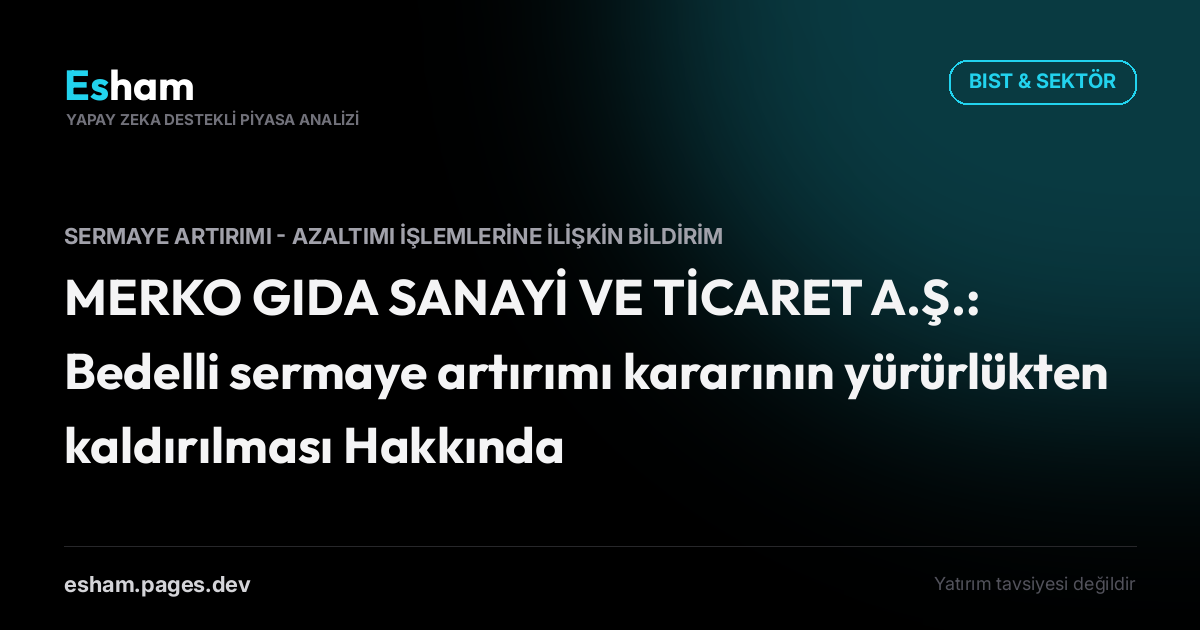 Esham
BIST & SEKTÖR
YAPAY ZEKA DESTEKLİ PİYASA ANALİZİ
SERMAYE ARTIRIMI - AZALTIMI İŞLEMLERİNE İLİŞKİN BİLDİRİM
MERKO GIDA SANAYİ VE TİCARET A.Ş.:
Bedelli sermaye artırımı kararının yürürlükten
kaldırılması Hakkında
esham.pages.dev
Yatırım tavsiyesi değildir